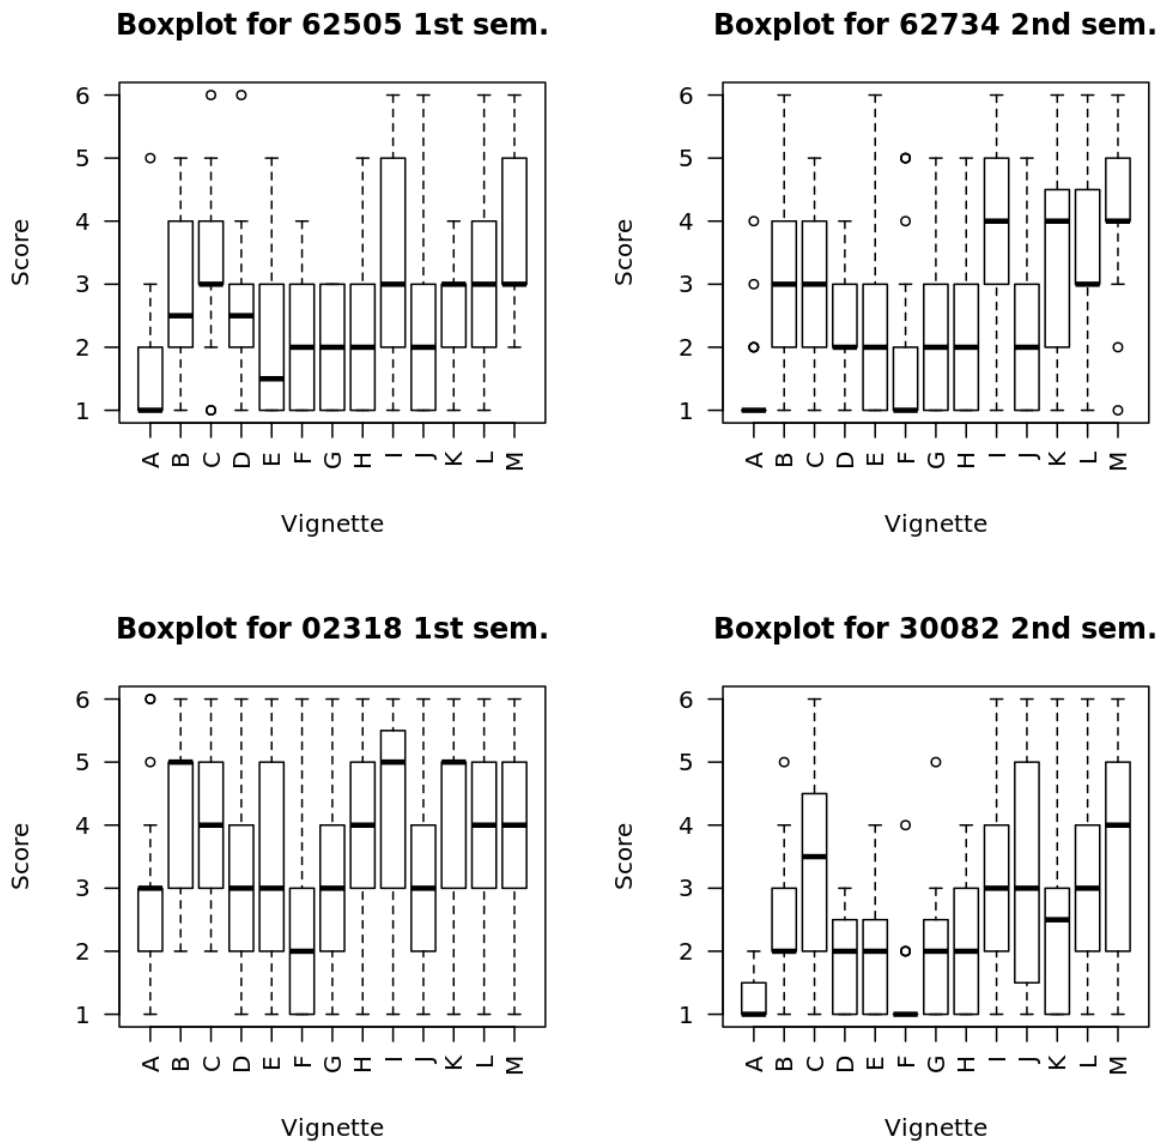 Boxplot for 62505 1st sem.
Score
6
5
4
3
2
1
A B C D E F G H I J K L M
Vignette
Boxplot for 62734 2nd sem.
Score
6
5
4
3
2
1
A B C D E F G H I J K L M
Vignette
Boxplot for 02318 1st sem.
Score
6
5
4
3
2
1
A B C D E F G H I J K L M
Vignette
Boxplot for 30082 2nd sem.
Score
6
5
4
3
2
1
A B C D E F G H I J K L M
Vignette